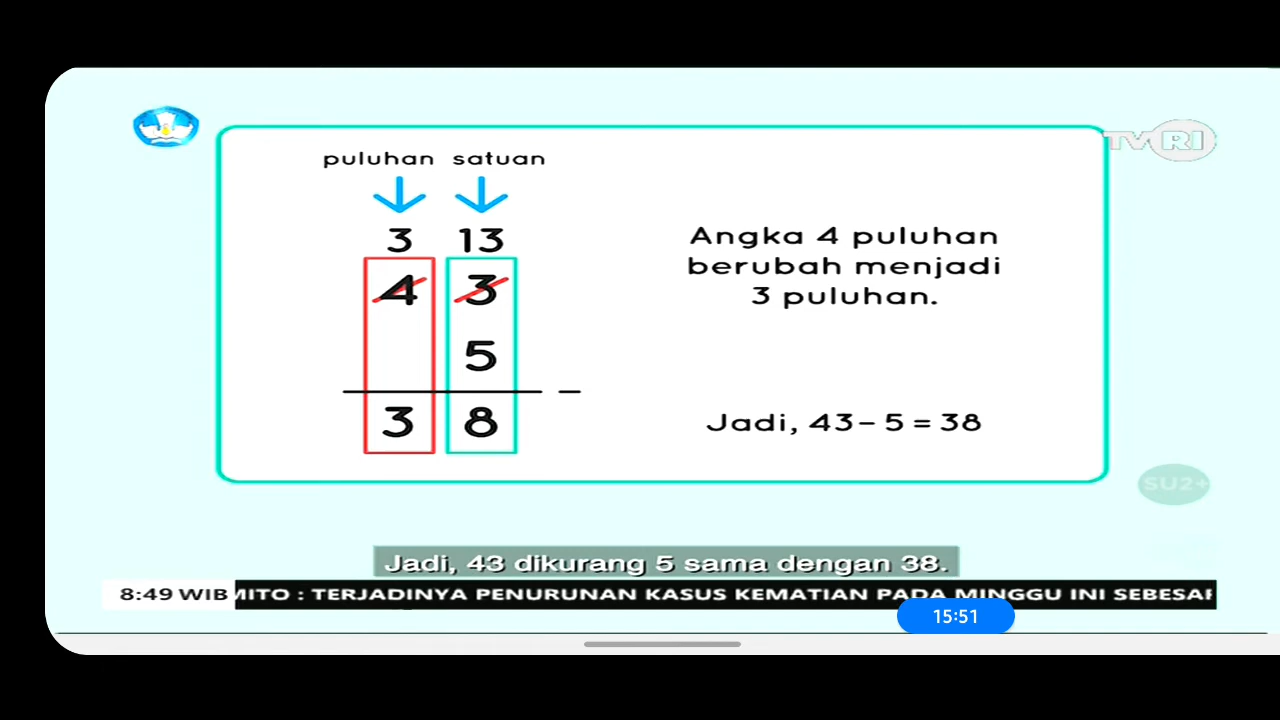 TVRI
puluhan satuan
3 13
4 3
5
3 8
–
Angka 4 puluhan
berubah menjadi
3 puluhan.
Jadi, 43 – 5 = 38
SU2+
Jadi, 43 dikurang 5 sama dengan 38.
8:49 WIB MITO : TERJADINYA PENURUNAN KASUS KEMATIAN PADA MINGGU INI
15:51